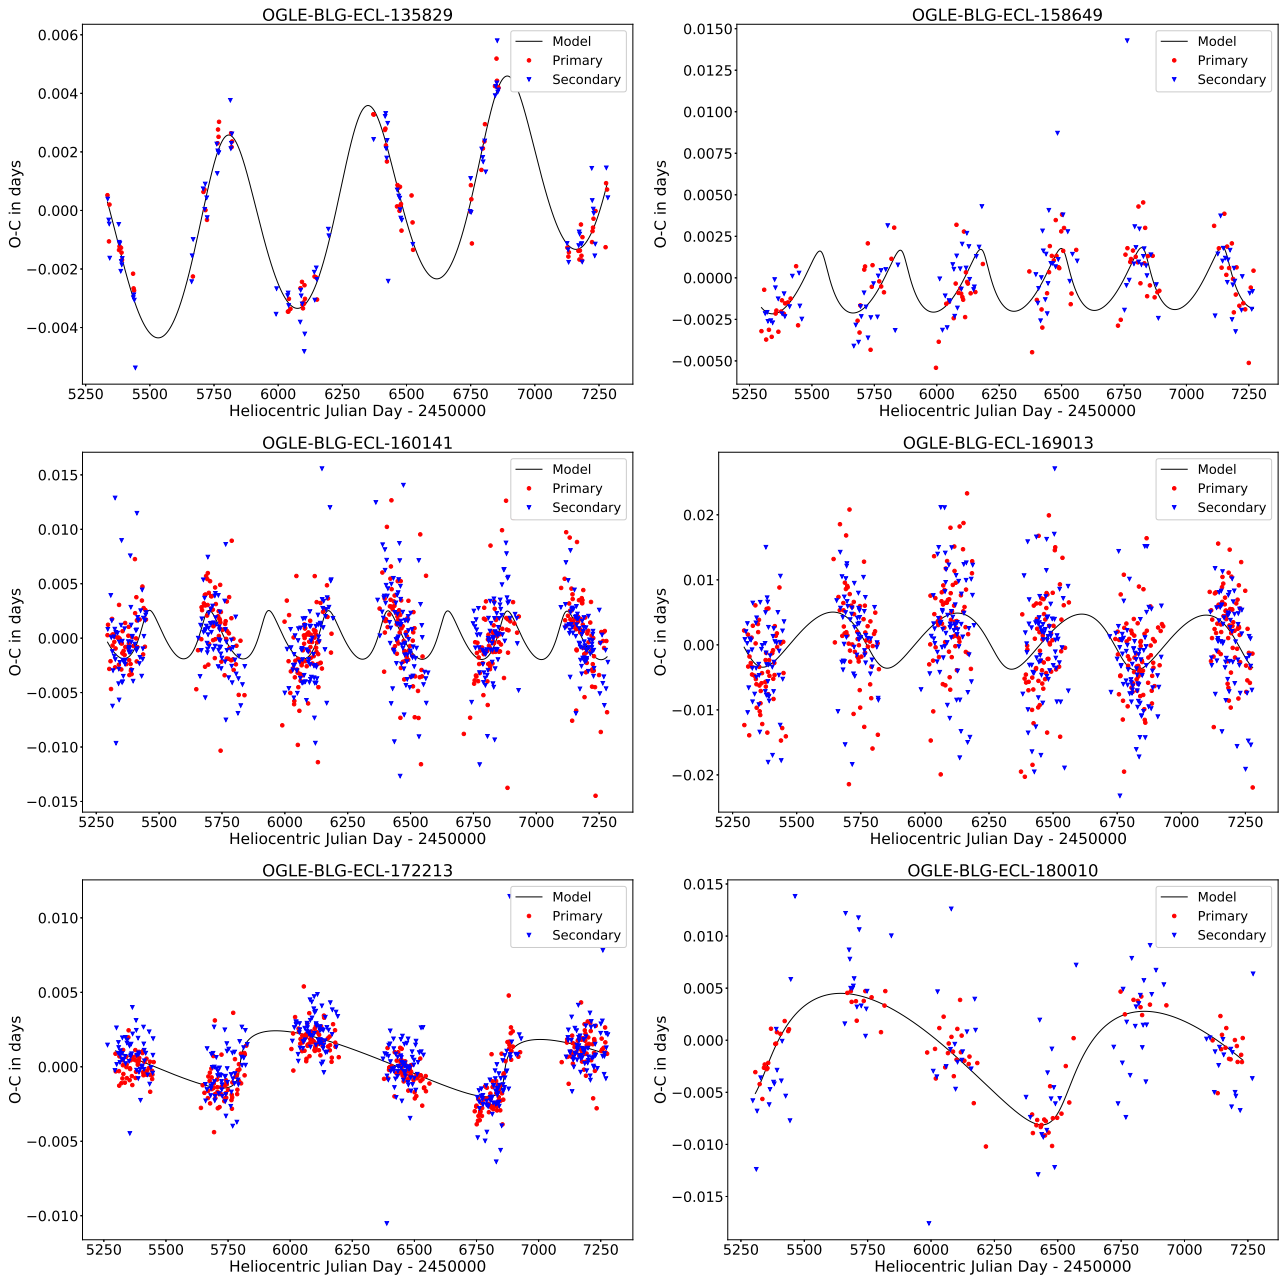 OGLE-BLG-ECL-135829
O-C in days
0.006
0.004
0.002
0.000
−0.002
−0.004
Model
Primary
Secondary
5250 5500 5750 6000 6250 6500 6750 7000 7250
Heliocentric Julian Day - 2450000
OGLE-BLG-ECL-158649
O-C in days
0.0150
0.0125
0.0100
0.0075
0.0050
0.0025
0.0000
−0.0025
−0.0050
Model
Primary
Secondary
5250 5500 5750 6000 6250 6500 6750 7000 7250
Heliocentric Julian Day - 2450000
OGLE-BLG-ECL-160141
O-C in days
0.015
0.010
0.005
0.000
−0.005
−0.010
−0.015
Model
Primary
Secondary
5250 5500 5750 6000 6250 6500 6750 7000 7250
Heliocentric Julian Day - 2450000
OGLE-BLG-ECL-169013
O-C in days
0.02
0.01
0.00
−0.01
−0.02
Model
Primary
Secondary
5250 5500 5750 6000 6250 6500 6750 7000 7250
Heliocentric Julian Day - 2450000
OGLE-BLG-ECL-172213
O-C in days
0.010
0.005
0.000
−0.005
−0.010
Model
Primary
Secondary
5250 5500 5750 6000 6250 6500 6750 7000 7250
Heliocentric Julian Day - 2450000
OGLE-BLG-ECL-180010
O-C in days
0.015
0.010
0.005
0.000
−0.005
−0.010
−0.015
Model
Primary
Secondary
5250 5500 5750 6000 6250 6500 6750 7000 7250
Heliocentric Julian Day - 2450000